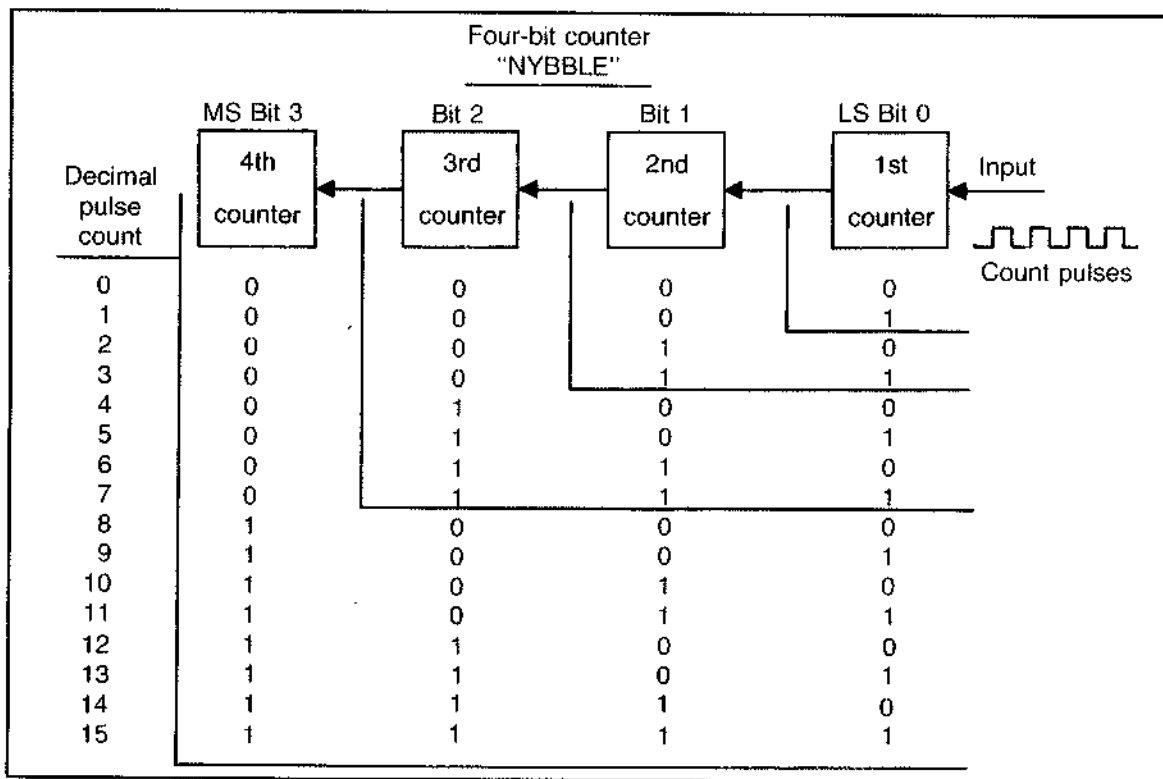 Four-bit counter
"NYBBLE"
MS Bit 3 Bit 2 Bit 1 LS Bit 0
Decimal pulse count
4th counter
3rd counter
2nd counter
1st counter
Input
Count pulses
0 0 0 0 0
1 0 0 0 1
2 0 0 1 0
3 0 0 1 1
4 0 1 0 0
5 0 1 0 1
6 0 1 1 0
7 0 1 1 1
8 1 0 0 0
9 1 0 0 1
10 1 0 1 0
11 1 0 1 1
12 1 1 0 0
13 1 1 0 1
14 1 1 1 0
15 1 1 1 1